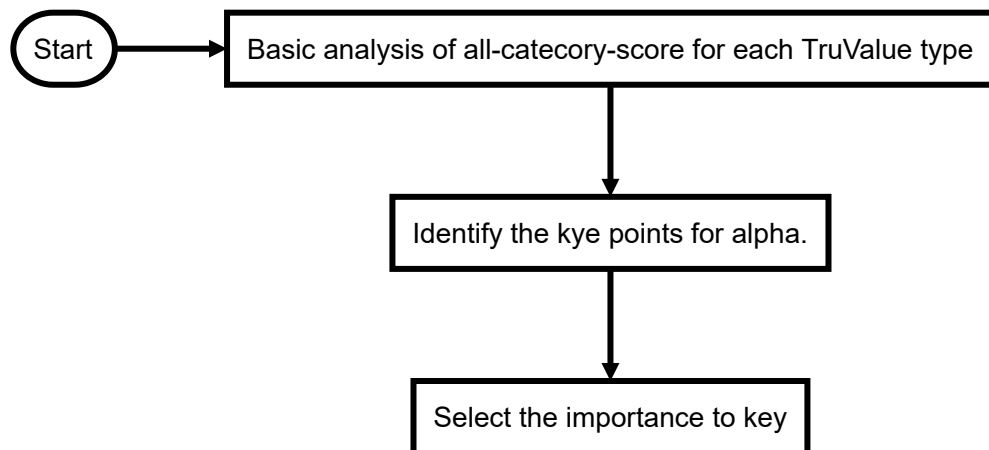 Start
Basic analysis of all-catecory-score for each TruValue type
Identify the kye points for alpha.
Select the importance to key